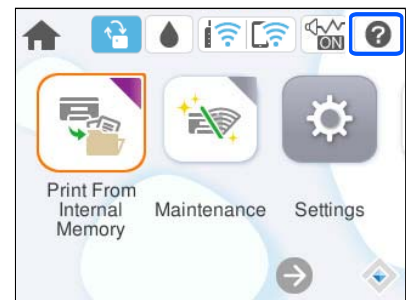 ON
?
Print From
Internal
Memory
Maintenance
Settings